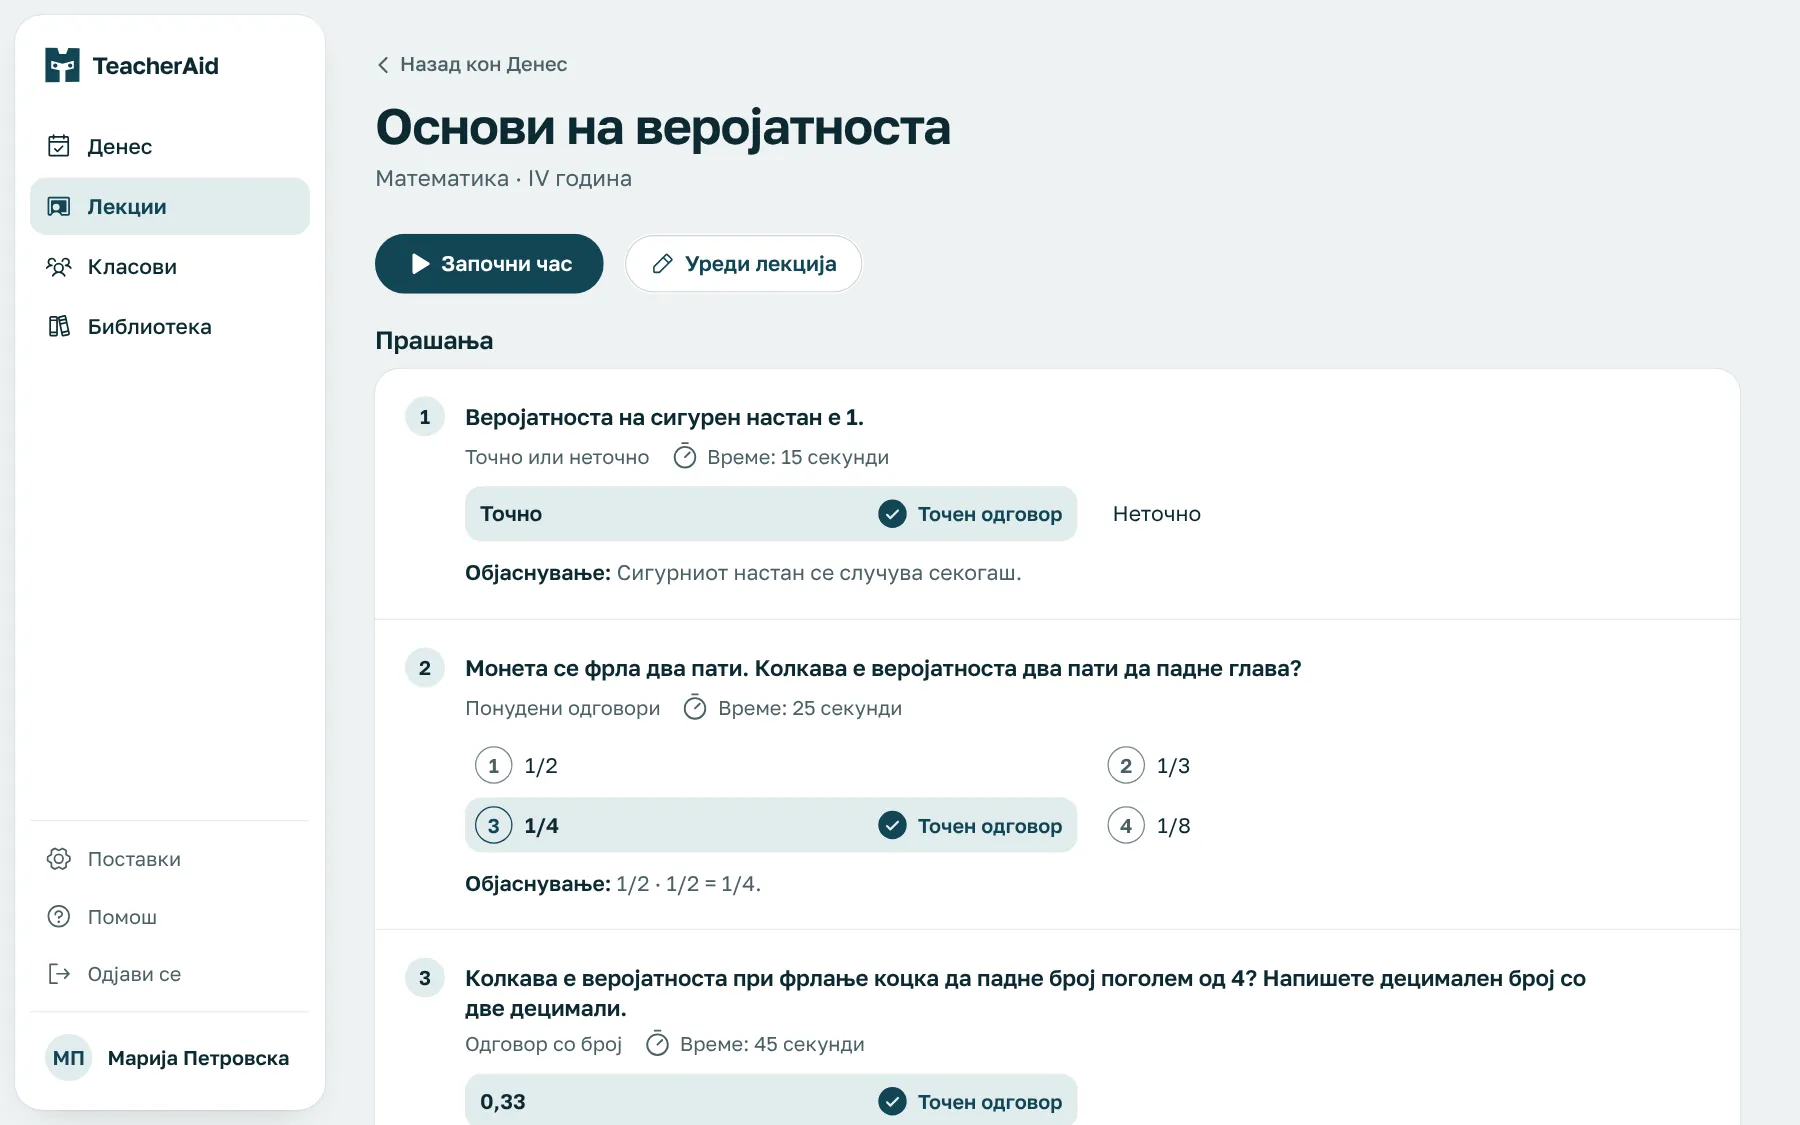 TeacherAid
Денес
Лекции
Класови
Библиотека
Поставки
Помош
Одјави се
МП Марија Петровска
Назад кон Денес
Основи на веројатноста
Математика · IV година
Започни час
Уреди лекција
Прашања
1 Веројатноста на сигурен настан е 1.
Точно или неточно Време: 15 секунди
Точно Точен одговор Неточно
Објаснување: Сигурниот настан се случува секогаш.
2 Монета се фрла два пати. Колкава е веројатноста два пати да падне глава?
Понудени одговори Време: 25 секунди
1 1/2 2 1/3
3 1/4 Точен одговор 4 1/8
Објаснување: 1/2 · 1/2 = 1/4.
3 Колкава е веројатноста при фрлање коцка да падне број поголем од 4? Напишете децимален број со
две децимали.
Одговор со број Време: 45 секунди
0,33 Точен одговор